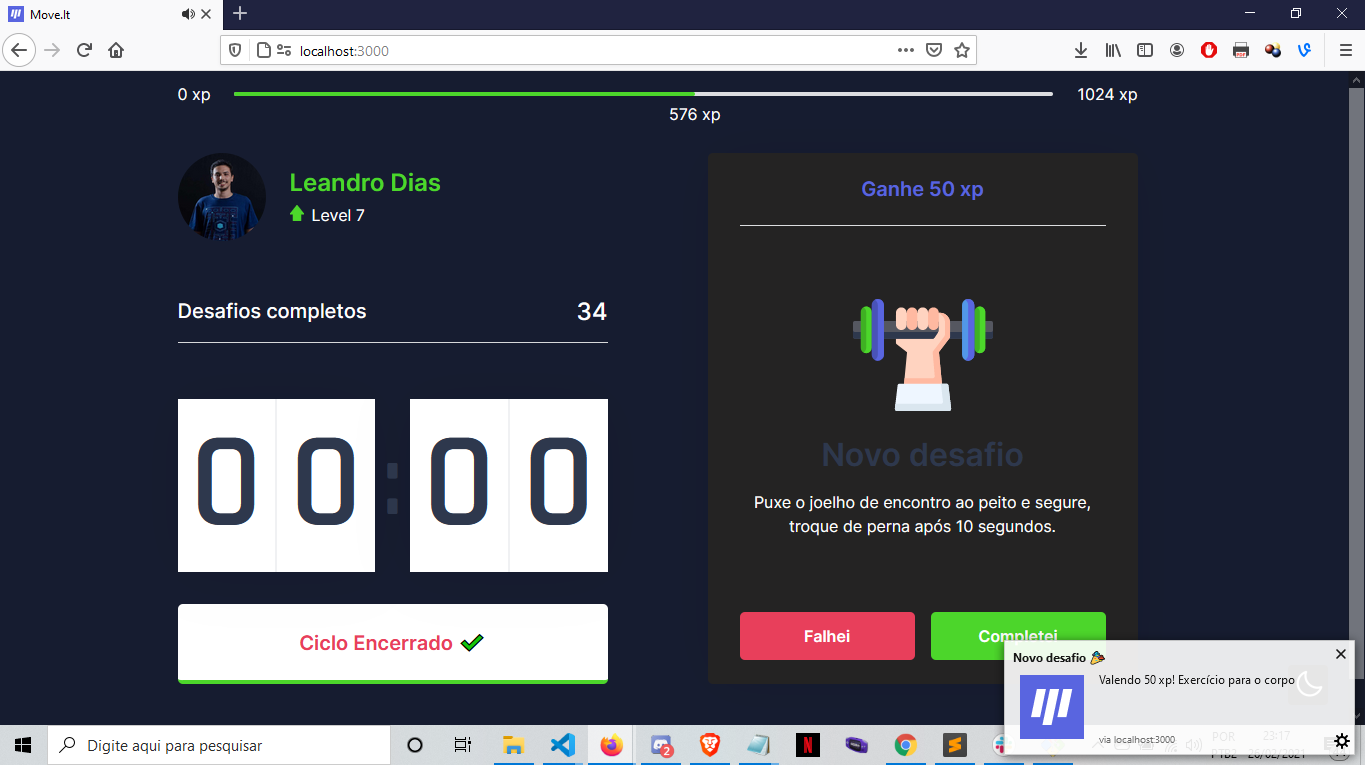 Move.It
localhost:3000
0 xp
1024 xp
576 xp
Leandro Dias
Level 7
Desafios completos
34
00:00
Ciclo Encerrado
Ganhe 50 xp
Novo desafio
Puxe o joelho de encontro ao peito e segure,
troque de perna após 10 segundos.
Falhei
Completei
Novo desafio
Valendo 50 xp! Exercício para o corpo
via localhost:3000
Digite aqui para pesquisar
2
N
S
POR
23:17
PTB2
26/02/2021